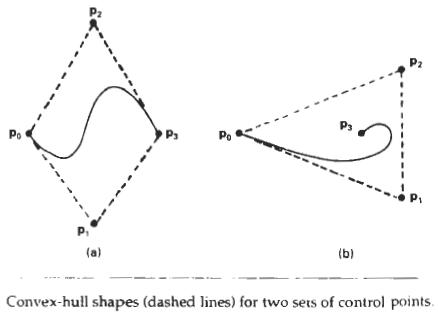 p₂
p₀
p₃
p₁
(a)
p₂
p₃
p₀
p₁
(b)
Convex-hull shapes (dashed lines) for two sets of control points.